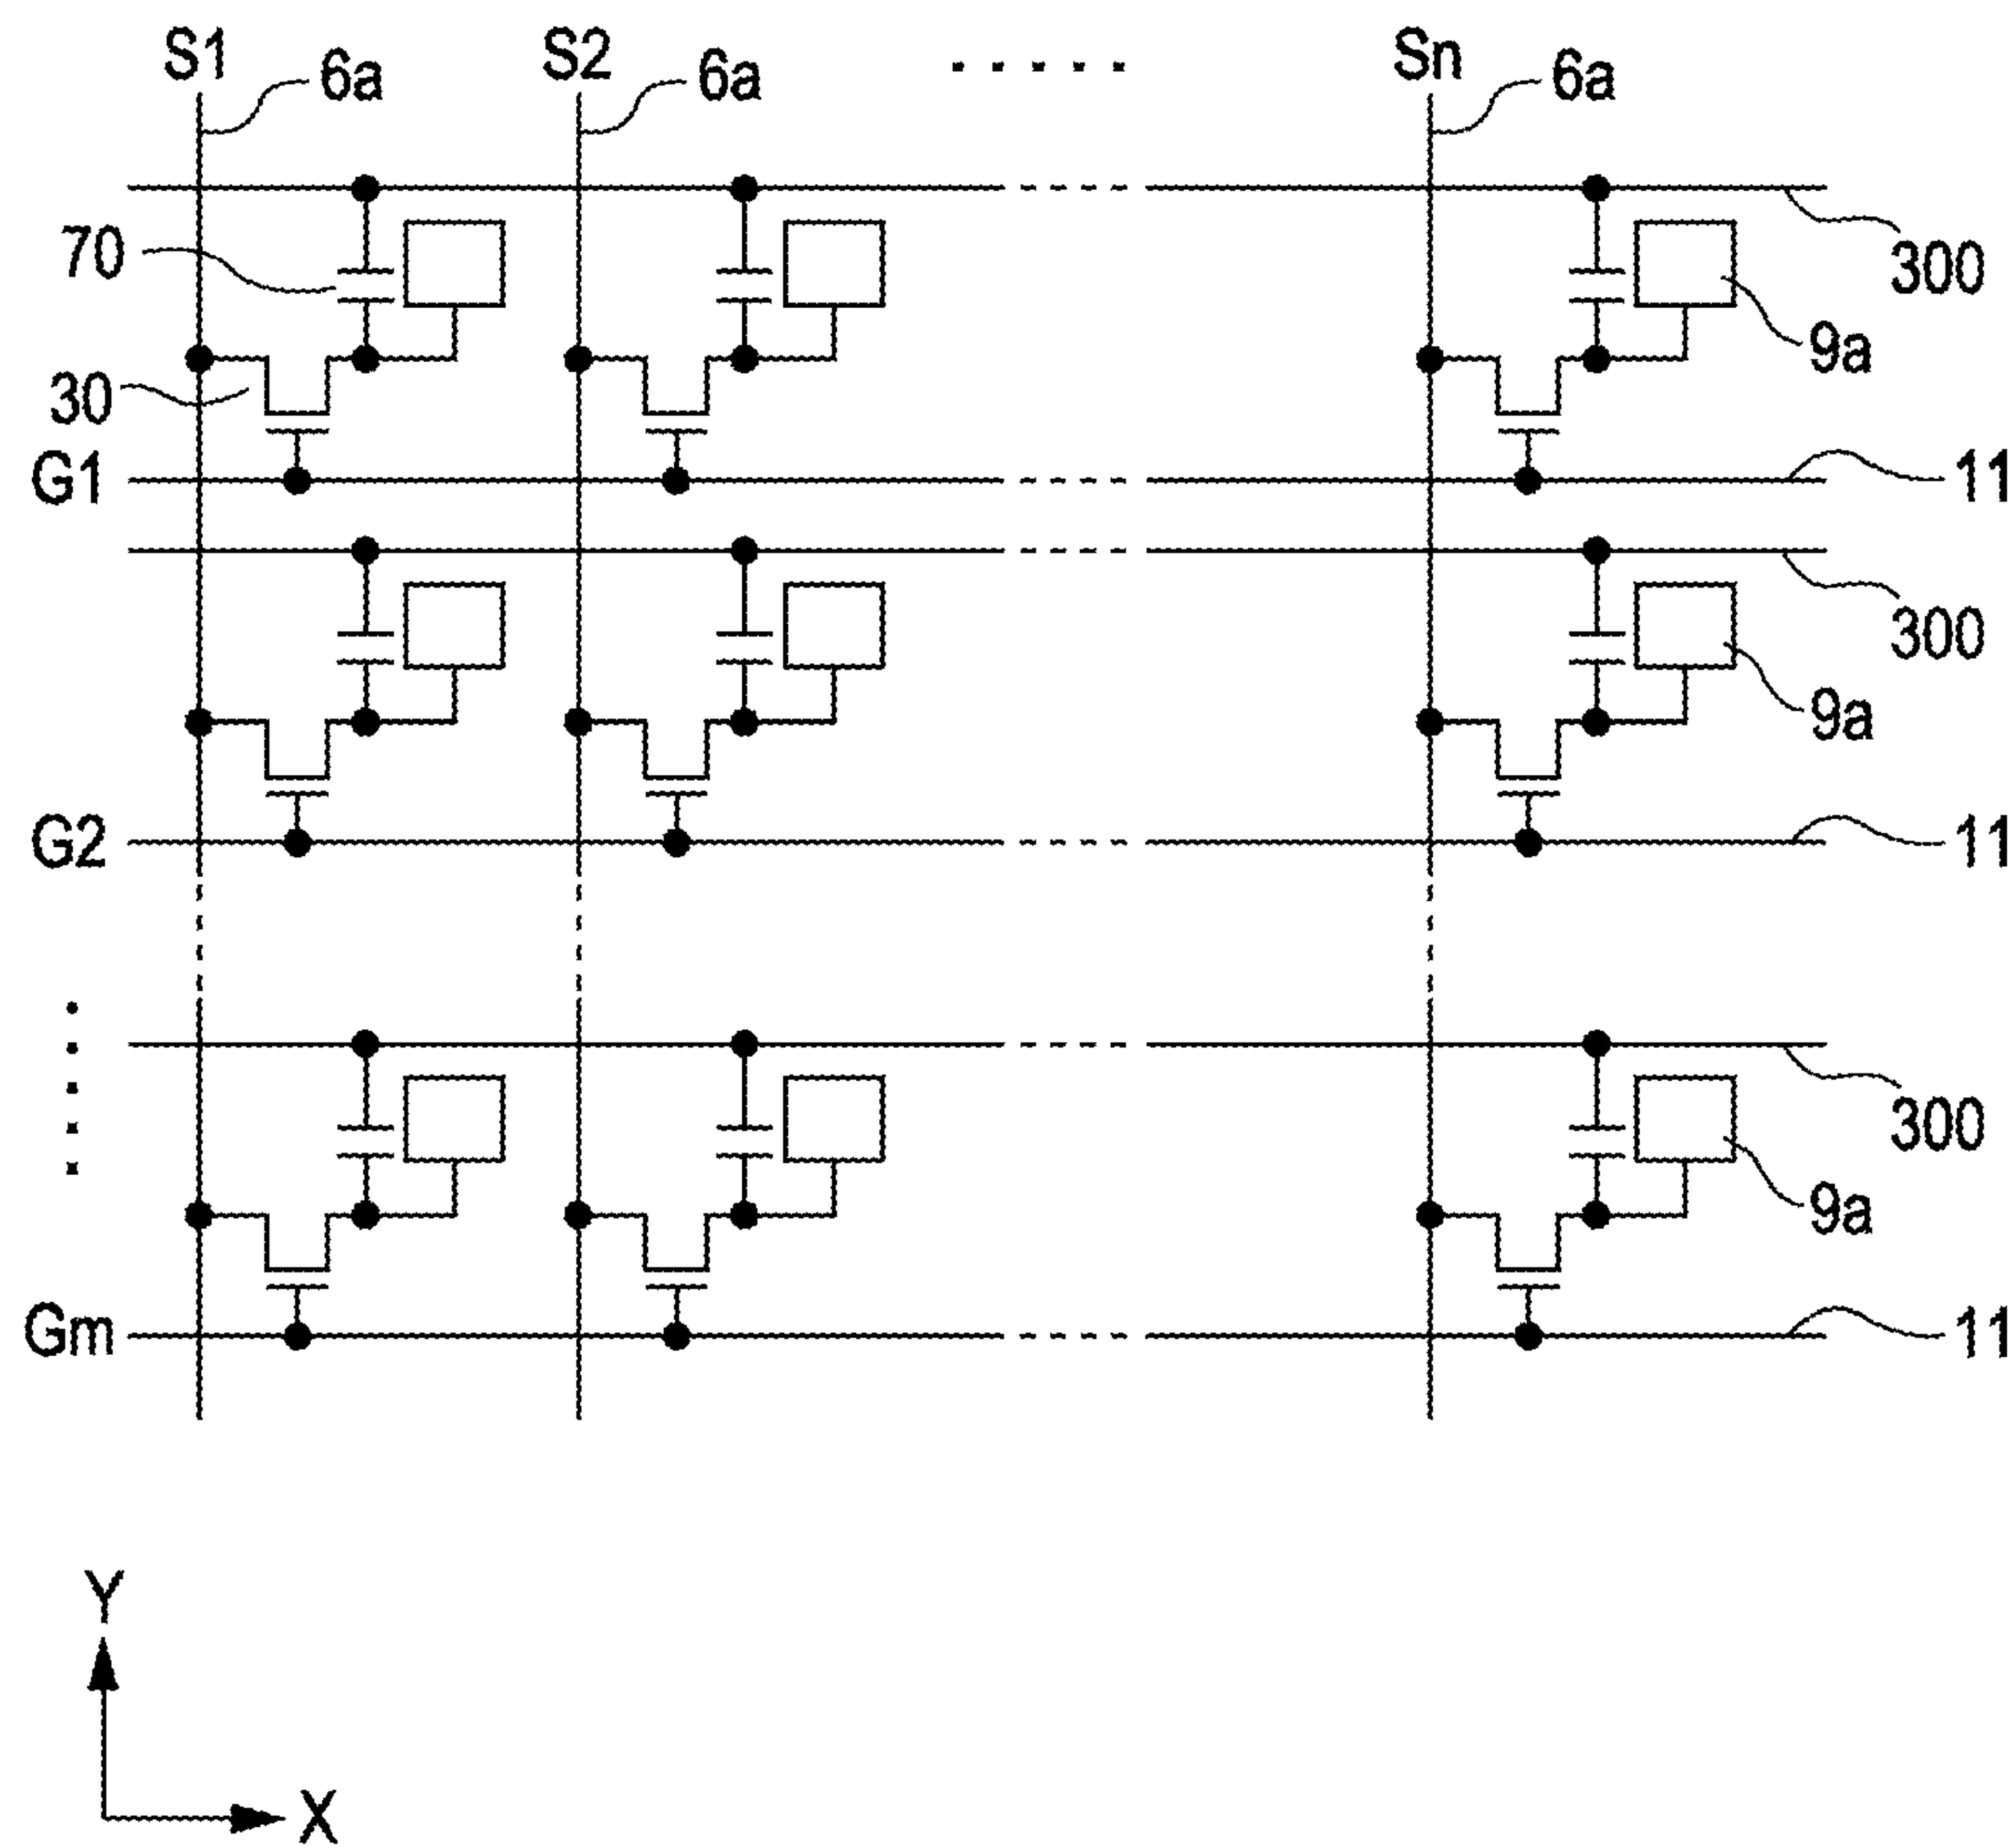 S1 6a S2 6a ..... Sn 6a
300
70
9a
30
G1 11
300
9a
G2 11
300
9a
Gm 11
Y
X